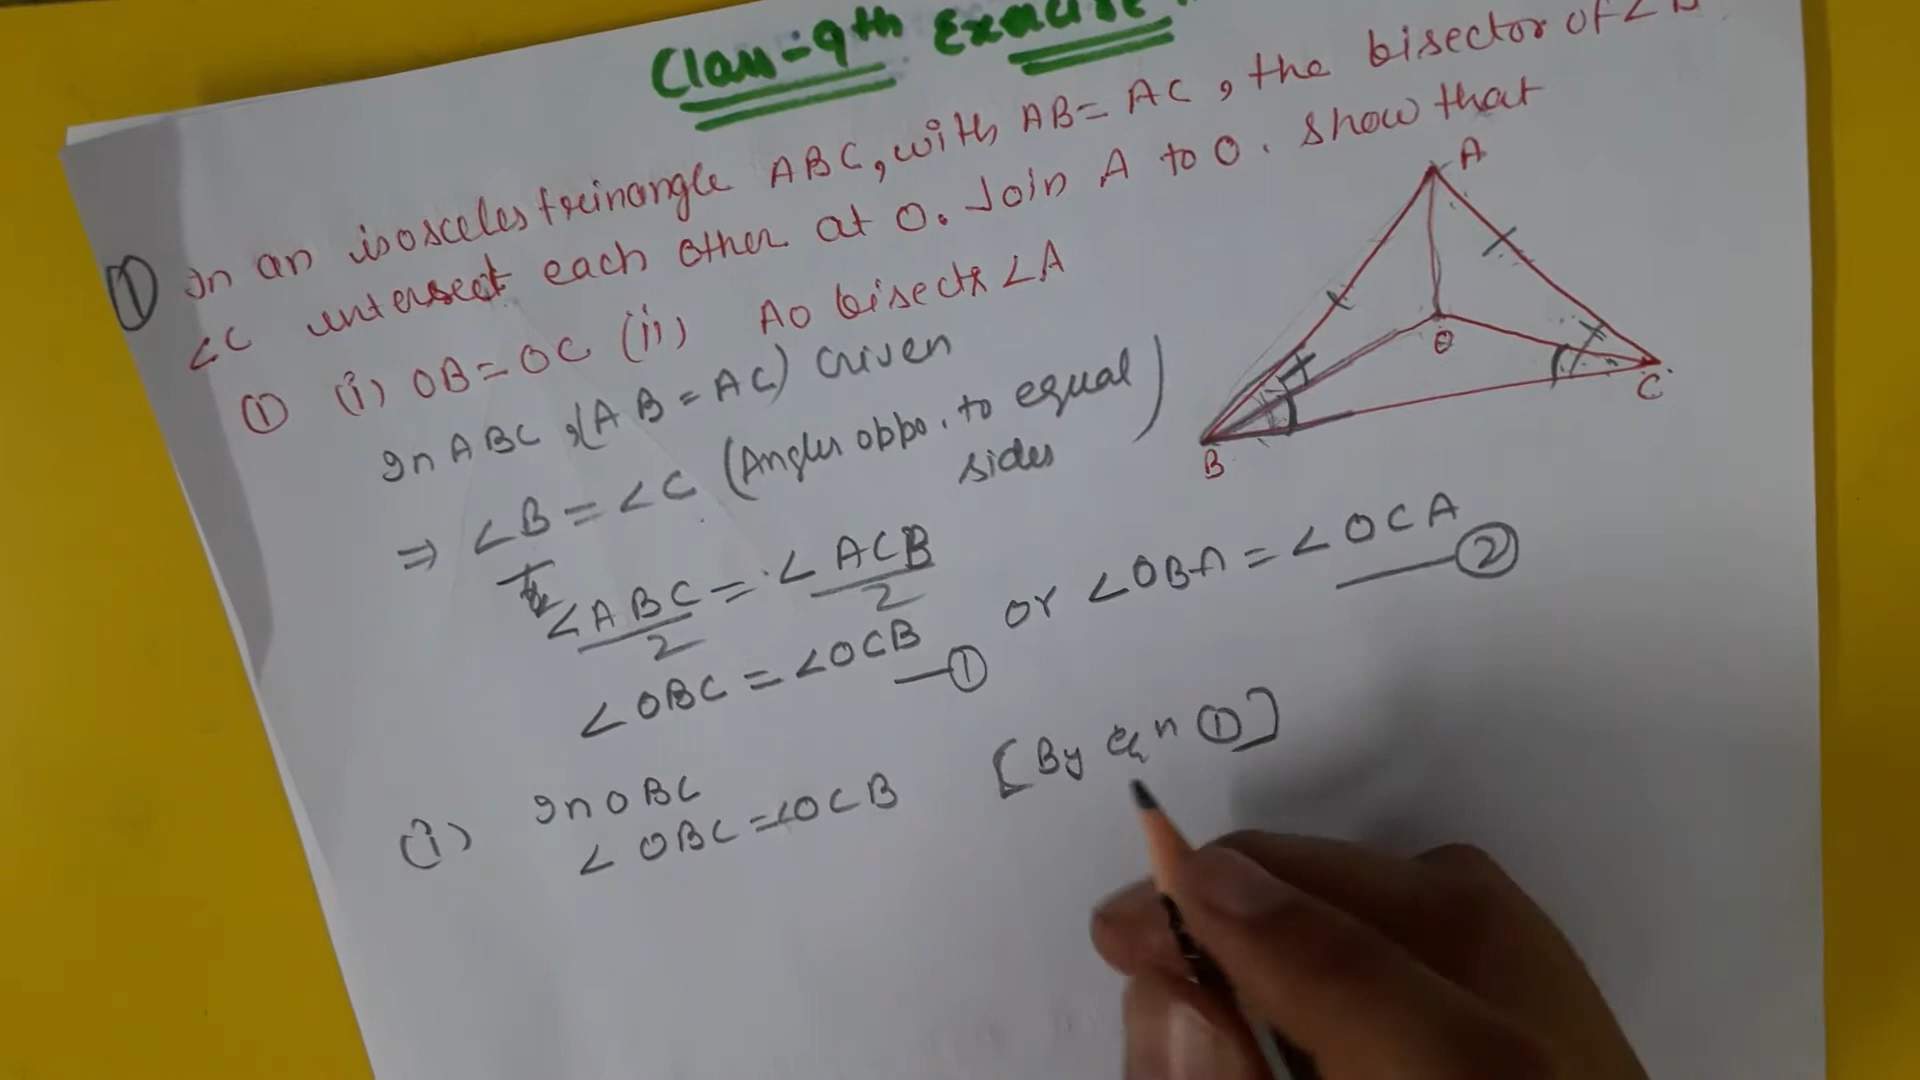 Class-9th Exercise
① In an isosceles treinangle ABC, with AB = AC, the bisector of ∠B
∠C intersect each other at O. Join A to O. Show that
① (i) OB = OC (ii) AO bisects ∠A
In ABC, (AB = AC) Given
⇒ ∠B = ∠C (Angles oppo. to equal sides)
∠ABC/2 = ∠ACB/2
∠OBC = ∠OCB —① or ∠OBA = ∠OCA —②
(i) In OBC
∠OBC = ∠OCB [By eqn ①]
A
O
B
C